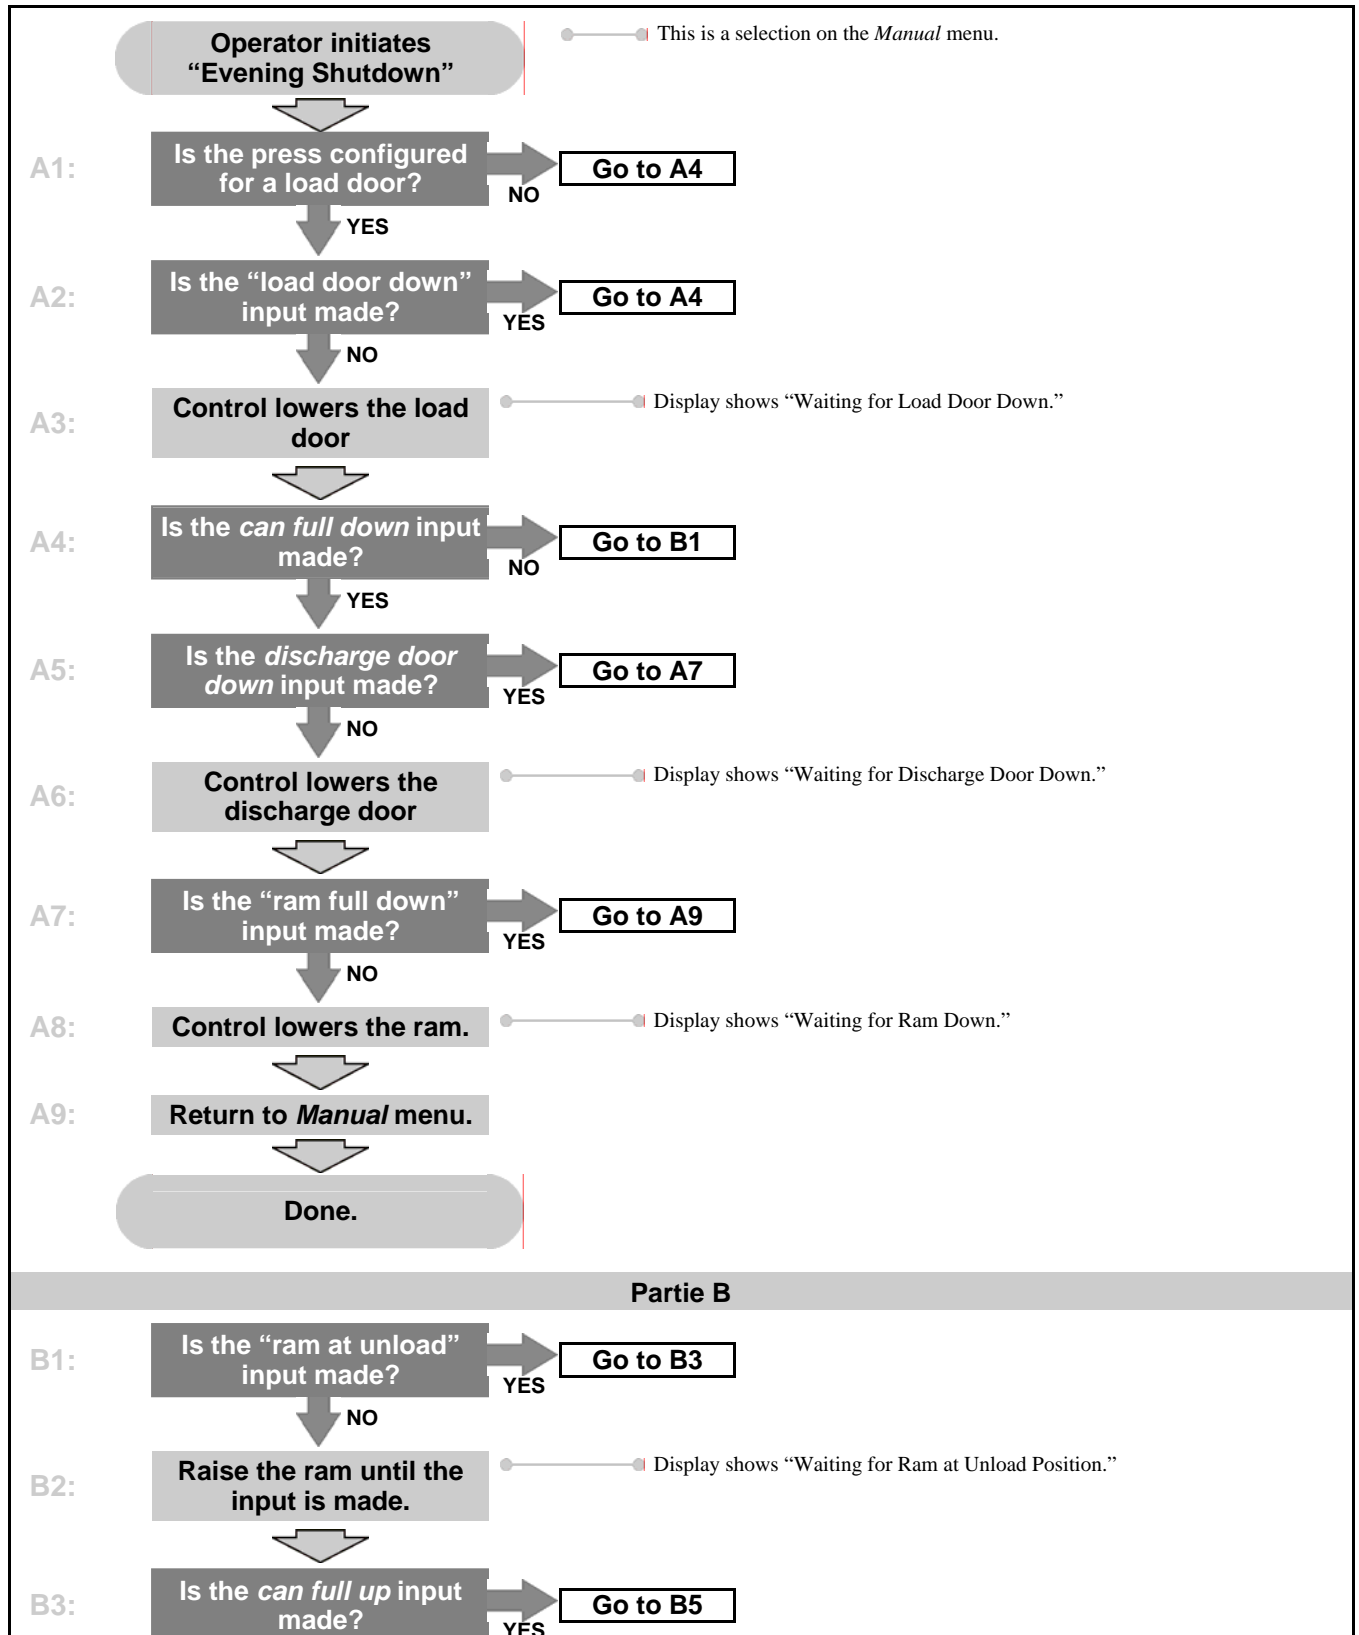 Operator initiates
“Evening Shutdown”
This is a selection on the Manual menu.
A1:
Is the press configured
for a load door?
Go to A4
NO
YES
A2:
Is the “load door down”
input made?
Go to A4
YES
NO
A3:
Control lowers the load
door
Display shows “Waiting for Load Door Down.”
A4:
Is the can full down input
made?
Go to B1
NO
YES
A5:
Is the discharge door
down input made?
Go to A7
YES
NO
A6:
Control lowers the
discharge door
Display shows “Waiting for Discharge Door Down.”
A7:
Is the “ram full down”
input made?
Go to A9
YES
NO
A8:
Control lowers the ram.
Display shows “Waiting for Ram Down.”
A9:
Return to Manual menu.
Done.
Partie B
B1:
Is the “ram at unload”
input made?
Go to B3
YES
NO
B2:
Raise the ram until the
input is made.
Display shows “Waiting for Ram at Unload Position.”
B3:
Is the can full up input
made?
Go to B5
YES